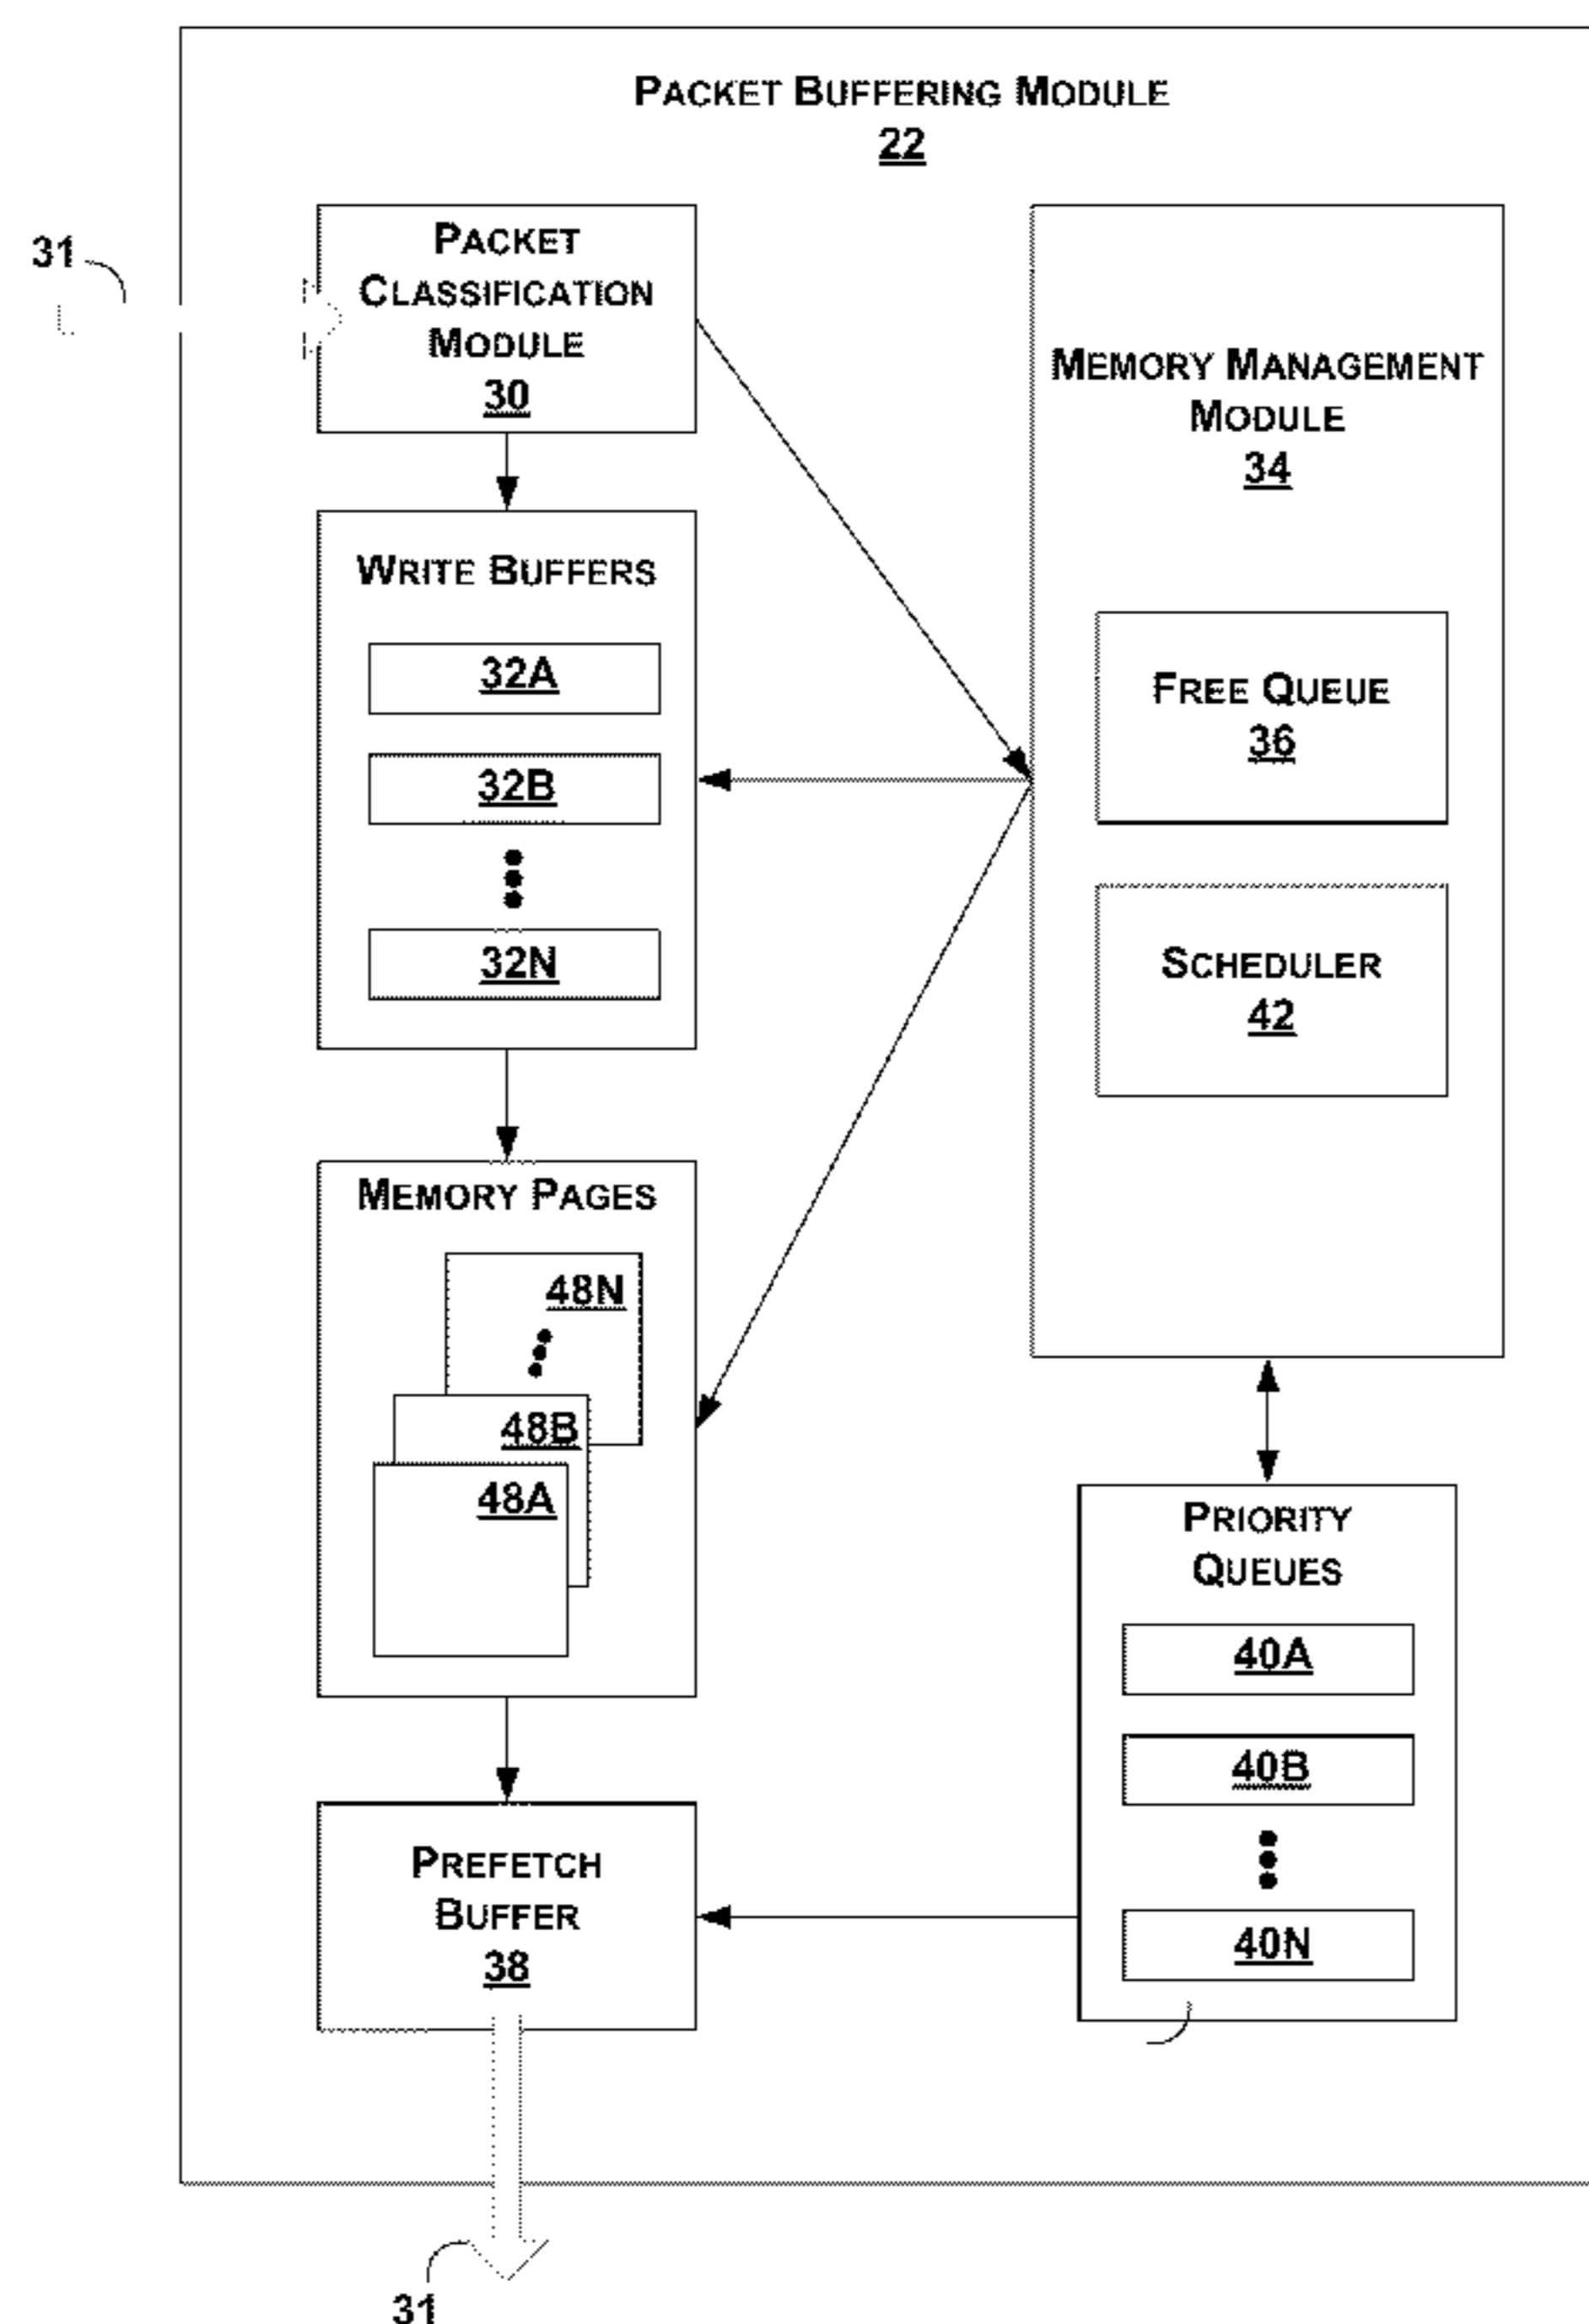 PACKET BUFFERING MODULE
22
31
PACKET
CLASSIFICATION
MODULE
30
MEMORY MANAGEMENT
MODULE
34
WRITE BUFFERS
32A
32B
32N
FREE QUEUE
36
SCHEDULER
42
MEMORY PAGES
48N
48B
48A
PRIORITY
QUEUES
40A
40B
40N
PREFETCH
BUFFER
38
31